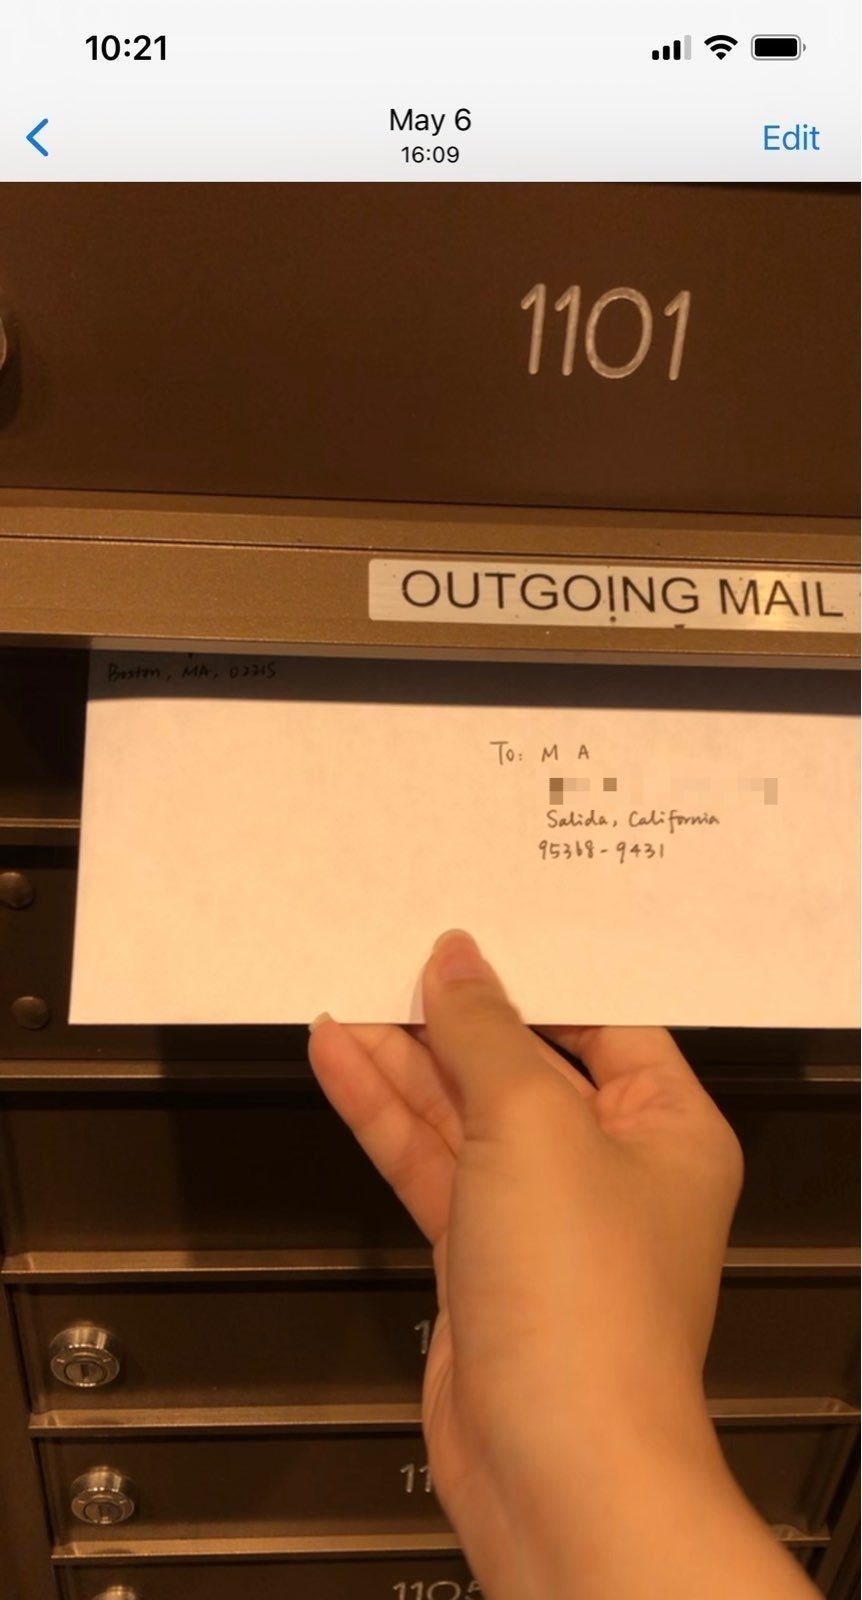 10:21
May 6
16:09
Edit
1101
OUTGOING MAIL
Boston, MA, 02215
To: M A
Salida, California
95368-9431